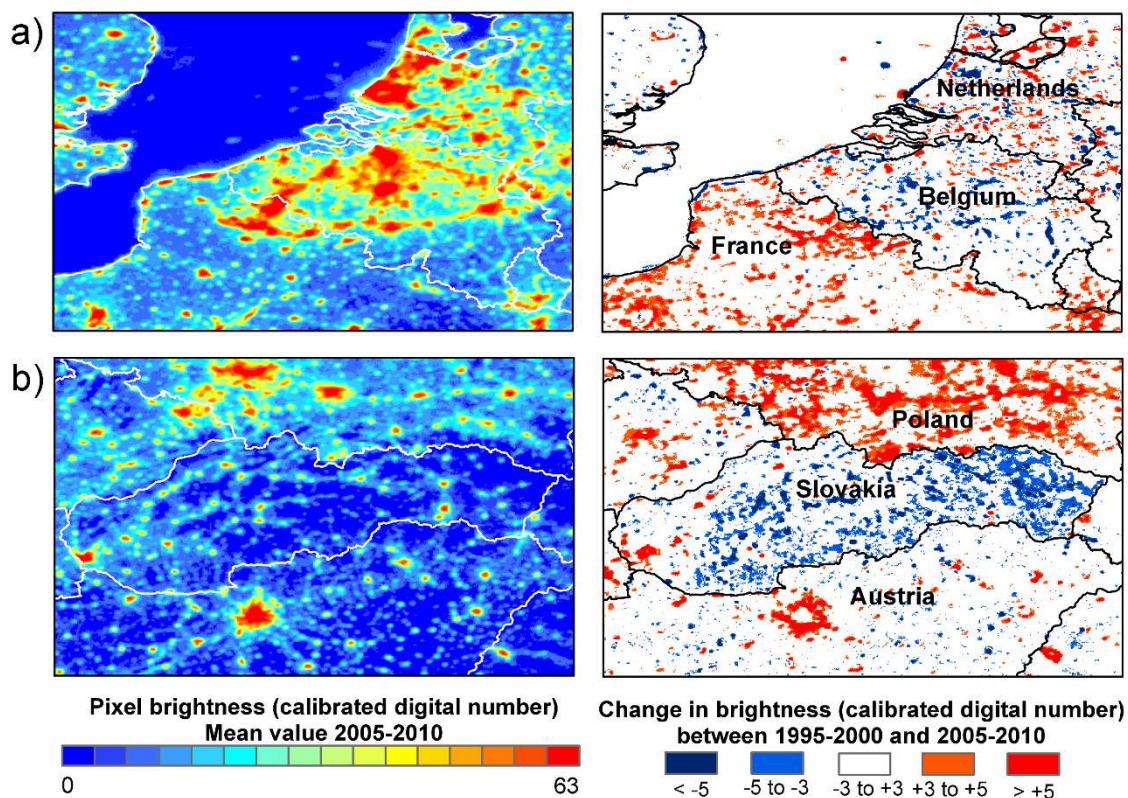 a)
Netherlands
Belgium
France
b)
Poland
Slovakia
Austria
Pixel brightness (calibrated digital number)
Mean value 2005-2010
0 63
Change in brightness (calibrated digital number)
between 1995-2000 and 2005-2010
< -5 -5 to -3 -3 to +3 +3 to +5 > +5